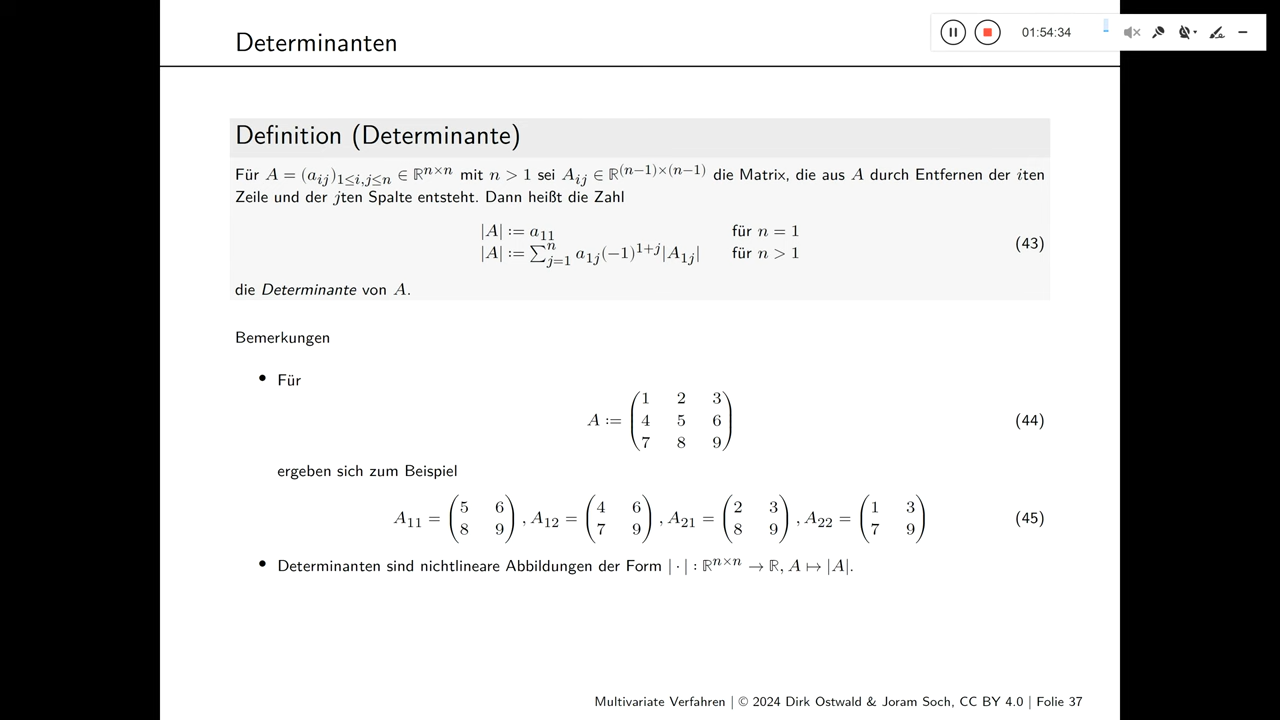 Determinanten
01:54:34
Definition (Determinante)
Für A = (a_{ij})_{1≤i,j≤n} ∈ ℝ^{n×n} mit n > 1 sei A_{ij} ∈ ℝ^{(n−1)×(n−1)} die Matrix, die aus A durch Entfernen der iten
Zeile und der jten Spalte entsteht. Dann heißt die Zahl
|A| := a_{11} für n = 1
|A| := ∑_{j=1}^{n} a_{1j}(−1)^{1+j}|A_{1j}| für n > 1 (43)
die Determinante von A.
Bemerkungen
• Für
A := (1 2 3
4 5 6
7 8 9) (44)
ergeben sich zum Beispiel
A_{11} = (5 6; 8 9), A_{12} = (4 6; 7 9), A_{21} = (2 3; 8 9), A_{22} = (1 3; 7 9) (45)
• Determinanten sind nichtlineare Abbildungen der Form | · | : ℝ^{n×n} → ℝ, A ↦ |A|.
Multivariate Verfahren | © 2024 Dirk Ostwald & Joram Soch, CC BY 4.0 | Folie 37